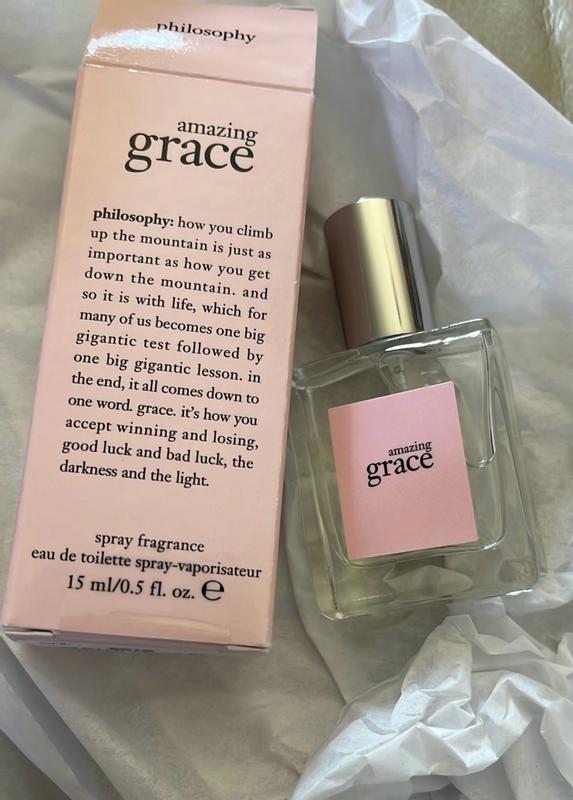 philosophy
amazing
grace
philosophy: how you climb
up the mountain is just as
important as how you get
down the mountain. and
so it is with life, which for
many of us becomes one big
gigantic test followed by
one big gigantic lesson. in
the end, it all comes down to
one word. grace. it's how you
accept winning and losing,
good luck and bad luck, the
darkness and the light.
spray fragrance
eau de toilette spray-vaporisateur
15 ml/0.5 fl. oz. ℮
amazing
grace